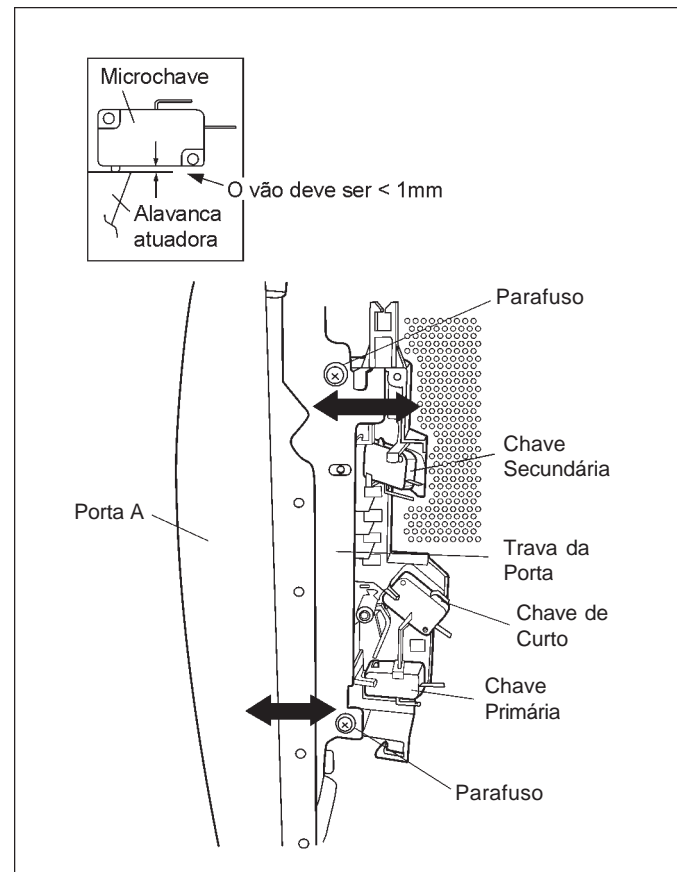 Microchave
O vão deve ser < 1mm
Alavanca
atuadora
Parafuso
Chave
Secundária
Porta A
Trava da
Porta
Chave de
Curto
Chave
Primária
Parafuso